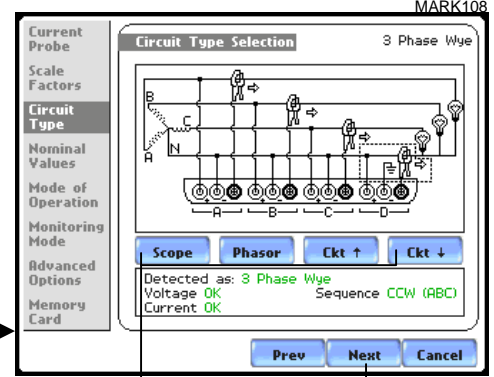 MARK108
Current
Probe
Scale
Factors
Circuit
Type
Nominal
Values
Mode of
Operation
Monitoring
Mode
Advanced
Options
Memory
Card
Circuit Type Selection
3 Phase Wye
B
C
A
N
A B C D
Scope Phasor Ckt ↑ Ckt ↓
Detected as: 3 Phase Wye
Voltage OK Sequence CCW (ABC)
Current OK
Prev Next Cancel